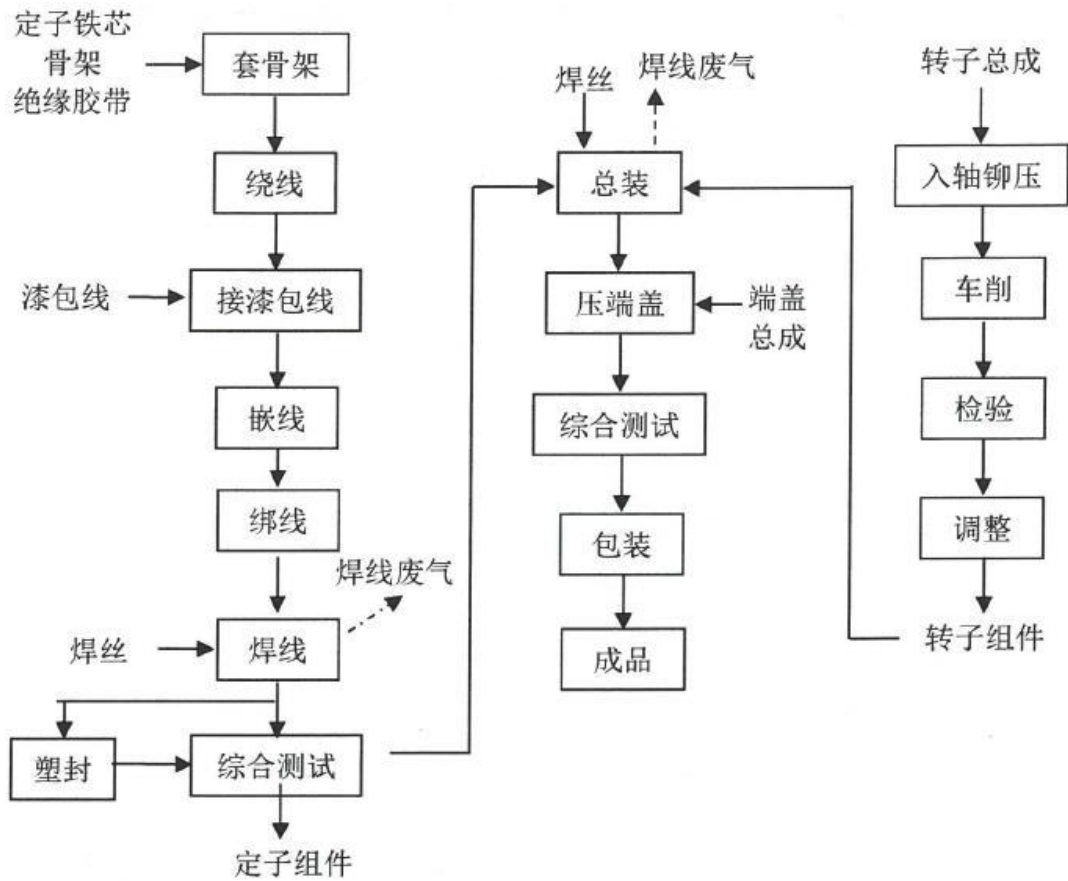 定子铁芯
骨架
绝缘胶带
套骨架
绕线
漆包线
接漆包线
嵌线
绑线
焊线废气
焊丝
焊线
塑封
综合测试
定子组件
焊丝
焊线废气
总装
压端盖
端盖
总成
综合测试
包装
成品
转子总成
入轴铆压
车削
检验
调整
转子组件